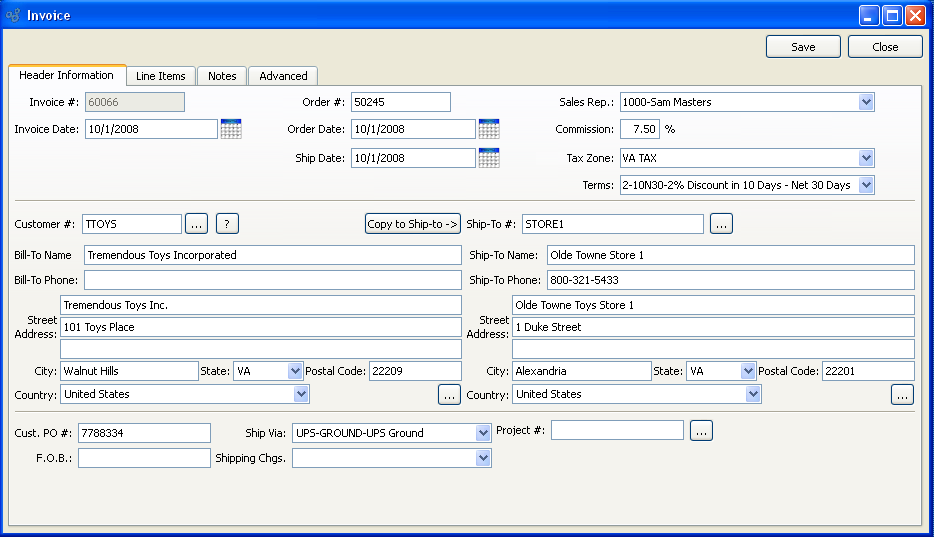 Invoice
Save Close
Header Information Line Items Notes Advanced
Invoice #: 60066 Order #: 50245 Sales Rep.: 1000-Sam Masters
Invoice Date: 10/1/2008 Order Date: 10/1/2008 Commission: 7.50 %
Ship Date: 10/1/2008 Tax Zone: VA TAX
Terms: 2-10N30-2% Discount in 10 Days - Net 30 Days
Customer #: TTOYS ... ? Copy to Ship-to -> Ship-To #: STORE1 ...
Bill-To Name Tremendous Toys Incorporated Ship-To Name: Olde Towne Store 1
Bill-To Phone: Ship-To Phone: 800-321-5433
Tremendous Toys Inc. Olde Towne Toys Store 1
Street Address: 101 Toys Place Street Address: 1 Duke Street
City: Walnut Hills State: VA Postal Code: 22209 City: Alexandria State: VA Postal Code: 22201
Country: United States ... Country: United States ...
Cust. PO #: 7788334 Ship Via: UPS-GROUND-UPS Ground Project #: ...
F.O.B.: Shipping Chgs.